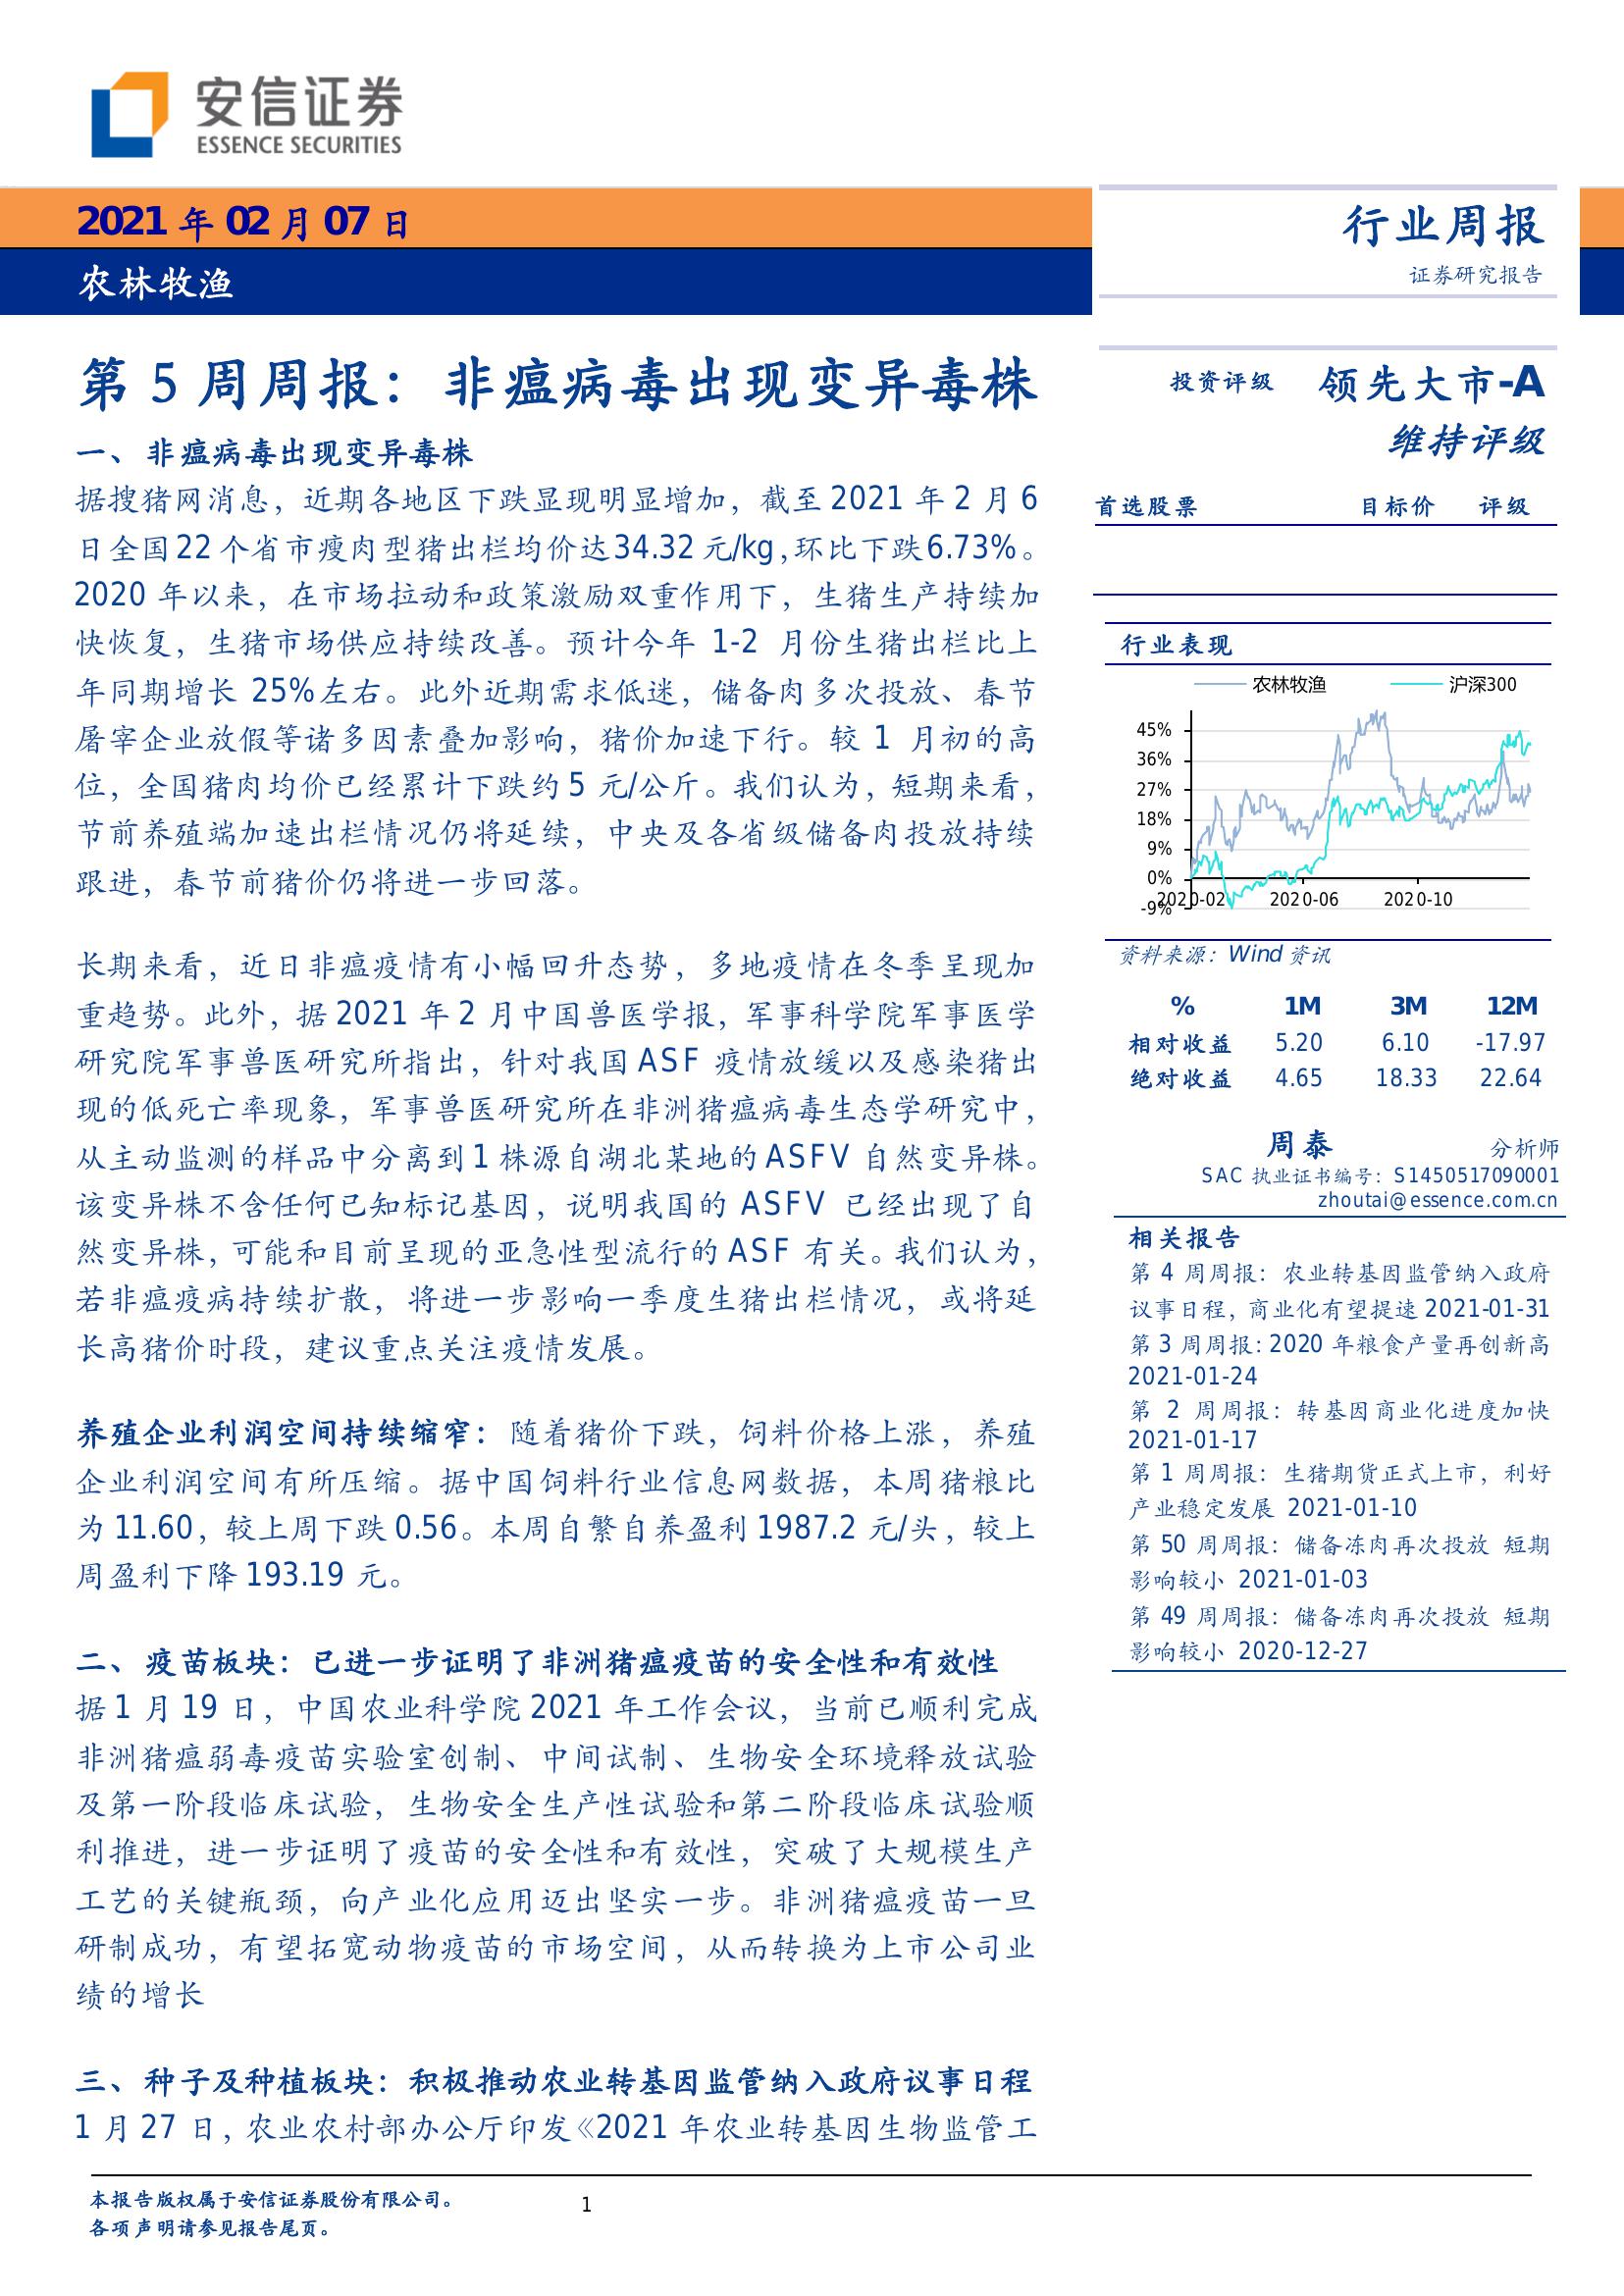 安信证券
ESSENCE SECURITIES
2021 年 02 月 07 日
农林牧渔
行业周报
证券研究报告
第 5 周周报：非瘟病毒出现变异毒株
一、非瘟病毒出现变异毒株
据搜猪网消息，近期各地区下跌显现明显增加，截至 2021 年 2 月 6
日全国 22 个省市瘦肉型猪出栏均价达 34.32 元/kg，环比下跌 6.73%。
2020 年以来，在市场拉动和政策激励双重作用下，生猪生产持续加
快恢复，生猪市场供应持续改善。预计今年 1-2 月份生猪出栏比上
年同期增长 25%左右。此外近期需求低迷，储备肉多次投放、春节
屠宰企业放假等诸多因素叠加影响，猪价加速下行。较 1 月初的高
位，全国猪肉均价已经累计下跌约 5 元/公斤。我们认为，短期来看，
节前养殖端加速出栏情况仍将延续，中央及各省级储备肉投放持续
跟进，春节前猪价仍将进一步回落。
长期来看，近日非瘟疫情有小幅回升态势，多地疫情在冬季呈现加
重趋势。此外，据 2021 年 2 月中国兽医学报，军事科学院军事医学
研究院军事兽医研究所指出，针对我国 ASF 疫情放缓以及感染猪出
现的低死亡率现象，军事兽医研究所在非洲猪瘟病毒生态学研究中，
从主动监测的样品中分离到 1 株源自湖北某地的 ASFV 自然变异株。
该变异株不含任何已知标记基因，说明我国的 ASFV 已经出现了自
然变异株，可能和目前呈现的亚急性型流行的 ASF 有关。我们认为，
若非瘟疫病持续扩散，将进一步影响一季度生猪出栏情况，或将延
长高猪价时段，建议重点关注疫情发展。
养殖企业利润空间持续缩窄：随着猪价下跌，饲料价格上涨，养殖
企业利润空间有所压缩。据中国饲料行业信息网数据，本周猪粮比
为 11.60，较上周下跌 0.56。本周自繁自养盈利 1987.2 元/头，较上
周盈利下降 193.19 元。
二、疫苗板块：已进一步证明了非洲猪瘟疫苗的安全性和有效性
据 1 月 19 日，中国农业科学院 2021 年工作会议，当前已顺利完成
非洲猪瘟弱毒疫苗实验室创制、中间试制、生物安全环境释放试验
及第一阶段临床试验，生物安全生产性试验和第二阶段临床试验顺
利推进，进一步证明了疫苗的安全性和有效性，突破了大规模生产
工艺的关键瓶颈，向产业化应用迈出坚实一步。非洲猪瘟疫苗一旦
研制成功，有望拓宽动物疫苗的市场空间，从而转换为上市公司业
绩的增长
三、种子及种植板块：积极推动农业转基因监管纳入政府议事日程
1 月 27 日，农业农村部办公厅印发《2021 年农业转基因生物监管工
投资评级 领先大市-A
维持评级
首选股票 目标价 评级
行业表现
农林牧渔 沪深300
45%
36%
27%
18%
9%
0%
-9%
2020-02 2020-06 2020-10
资料来源：Wind 资讯
% 1M 3M 12M
相对收益 5.20 6.10 -17.97
绝对收益 4.65 18.33 22.64
周泰 分析师
SAC 执业证书编号：S1450517090001
zhoutai@essence.com.cn
相关报告
第 4 周周报：农业转基因监管纳入政府
议事日程，商业化有望提速 2021-01-31
第 3 周周报：2020 年粮食产量再创新高
2021-01-24
第 2 周周报：转基因商业化进度加快
2021-01-17
第 1 周周报：生猪期货正式上市，利好
产业稳定发展 2021-01-10
第 50 周周报：储备冻肉再次投放 短期
影响较小 2021-01-03
第 49 周周报：储备冻肉再次投放 短期
影响较小 2020-12-27
本报告版权属于安信证券股份有限公司。
1
各项声明请参见报告尾页。